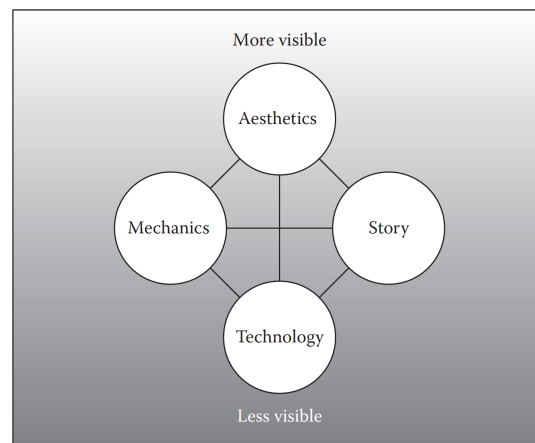 More visible
Aesthetics
Mechanics
Story
Technology
Less visible